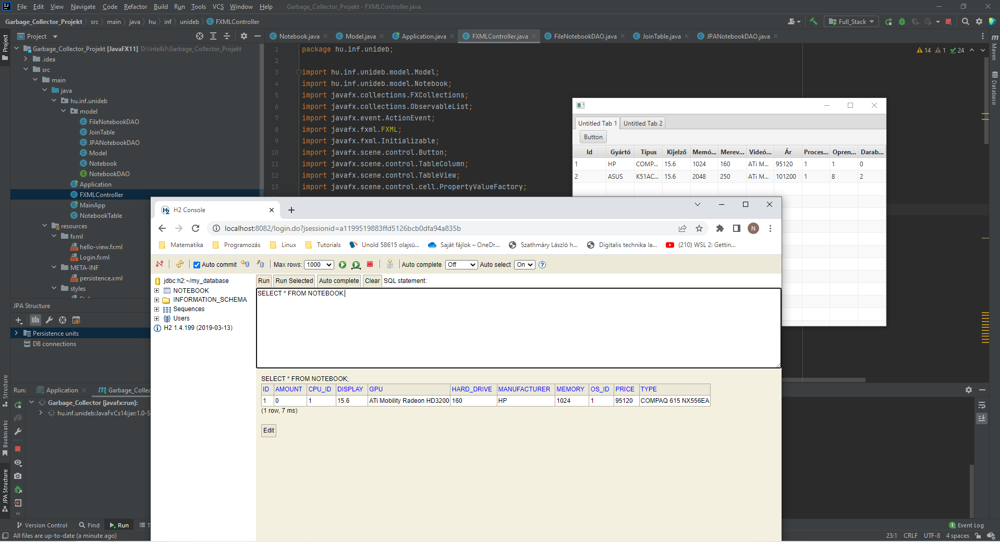 File Edit View Navigate Code Refactor Build Run Tools VCS Window Help Garbage_Collector_Projekt - FXMLController.java
Garbage_Collector_Projekt src main java hu inf unideb FXMLController
Full_Stack
Project
Notebook.java Model.java Application.java FXMLController.java FileNotebookDAO.java JoinTable.java JPANotebookDAO.java
Project
Maven
Database
Garbage_Collector_Projekt [JavaFX11] D:\IntelliJ\Garbage_Collector_Projekt
.idea
src
main
java
hu.inf.unideb
model
FileNotebookDAO
JoinTable
JPANotebookDAO
Model
Notebook
NotebookDAO
Application
FXMLController
MainApp
NotebookTable
resources
fxml
hello-view.fxml
Login.fxml
META-INF
persistence.xml
styles
14 1 24
1 package hu.inf.unideb;
2
3 import hu.inf.unideb.model.Model;
4 import hu.inf.unideb.model.Notebook;
5 import javafx.collections.FXCollections;
6 import javafx.collections.ObservableList;
7 import javafx.event.ActionEvent;
8 import javafx.fxml.FXML;
9 import javafx.fxml.Initializable;
10 import javafx.scene.control.Button;
11 import javafx.scene.control.TableColumn;
12 import javafx.scene.control.TableView;
13 import javafx.scene.control.cell.PropertyValueFactory;
Untitled Tab 1 Untitled Tab 2
Button
Id Gyártó Típus Kijelző Memó... Merev... Videó... Ár Proces... Opren... Darab...
1 HP COMP... 15.6 1024 160 ATi M... 95120 1 1 0
2 ASUS K51AC... 15.6 2048 250 ATi M... 101200 1 8 2
JPA Structure
Persistence units
DB connections
H2 Console
localhost:8082/login.do?jsessionid=a1199519883ffd5126bcb0dfa94a835b
N
Matematika Programozás Linux Tutorials Unold 58615 olajsü... Saját fájlok – OneDr... Szathmáry László h... Digitalis technika la... (210) WSL 2: Gettin...
Auto commit Max rows: 1000 Auto complete Off Auto select On
jdbc:h2:~/my_database
NOTEBOOK
INFORMATION_SCHEMA
Sequences
Users
H2 1.4.199 (2019-03-13)
Run Run Selected Auto complete Clear SQL statement:
SELECT * FROM NOTEBOOK
SELECT * FROM NOTEBOOK;
ID AMOUNT CPU_ID DISPLAY GPU HARD_DRIVE MANUFACTURER MEMORY OS_ID PRICE TYPE
1 0 1 15.6 ATi Mobility Radeon HD3200 160 HP 1024 1 95120 COMPAQ 615 NX556EA
(1 row, 7 ms)
Edit
Structure
Bookmarks
JPA Structure
Run: Application Garbage_Collec
Garbage_Collector [javafx:run]:
hu.inf.unideb:JavaFxCs14:jar:1.0-S
Version Control Find Run T
1 Event Log
All files are up-to-date (a minute ago)
23:1 CRLF UTF-8 4 spaces